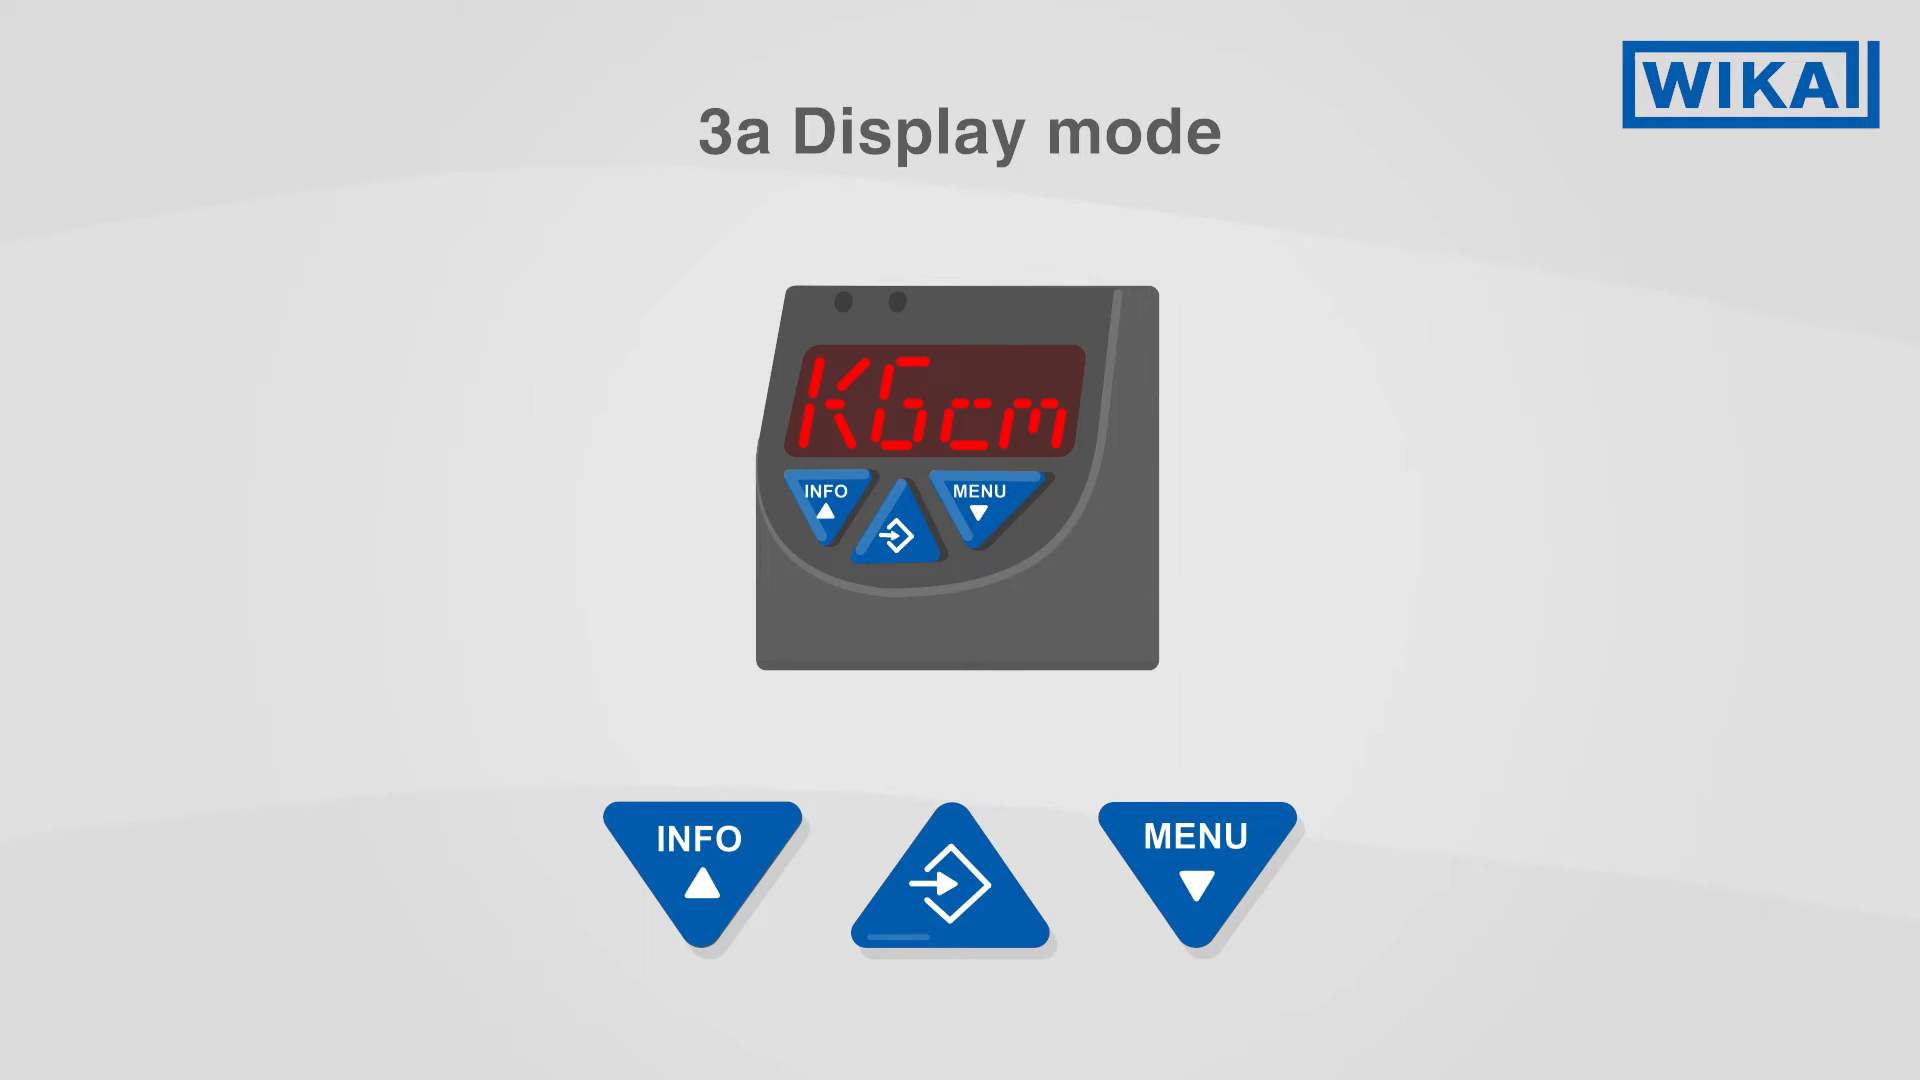 WIKA
3a Display mode
KGcm
INFO
MENU
INFO
MENU